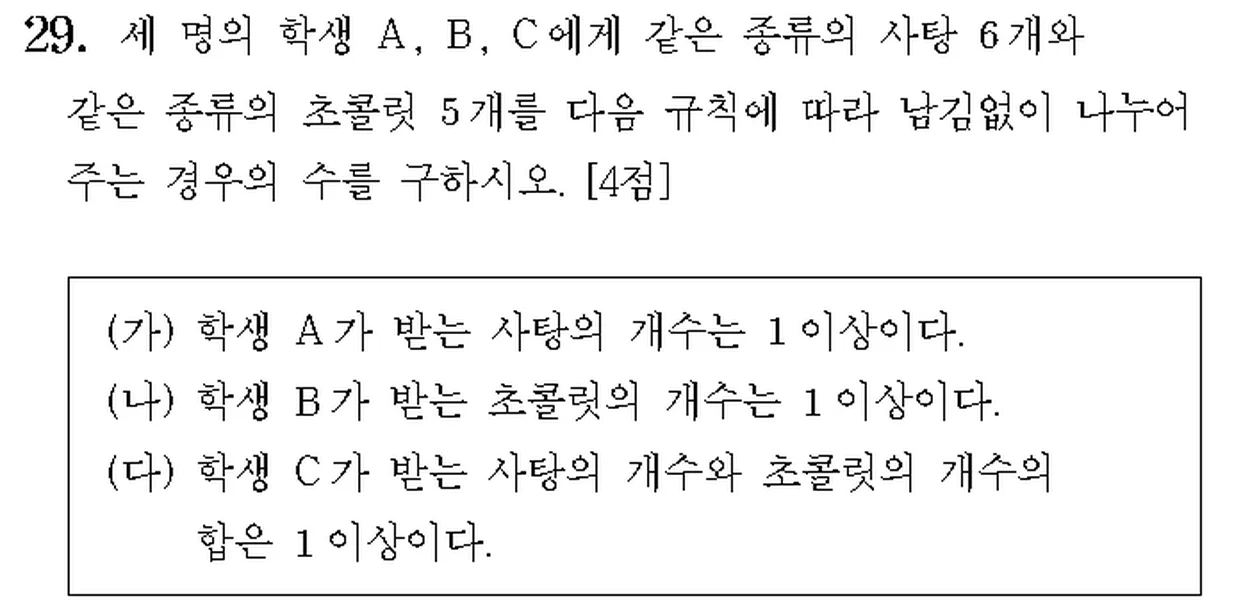 29. 세 명의 학생 A, B, C에게 같은 종류의 사탕 6개와
같은 종류의 초콜릿 5개를 다음 규칙에 따라 남김없이 나누어
주는 경우의 수를 구하시오. [4점]
(가) 학생 A가 받는 사탕의 개수는 1이상이다.
(나) 학생 B가 받는 초콜릿의 개수는 1이상이다.
(다) 학생 C가 받는 사탕의 개수와 초콜릿의 개수의
합은 1이상이다.